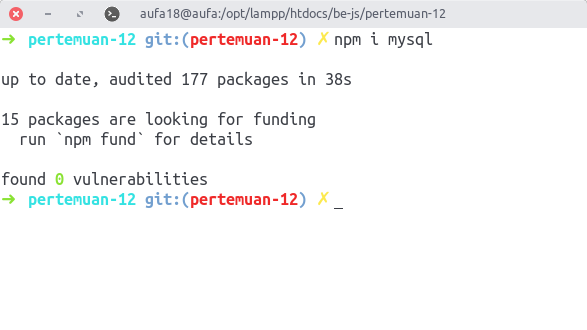 aufa18@aufa:/opt/lampp/htdocs/be-js/pertemuan-12
➜ pertemuan-12 git:(pertemuan-12) ✗ npm i mysql
up to date, audited 177 packages in 38s
15 packages are looking for funding
run `npm fund` for details
found 0 vulnerabilities
➜ pertemuan-12 git:(pertemuan-12) ✗ _